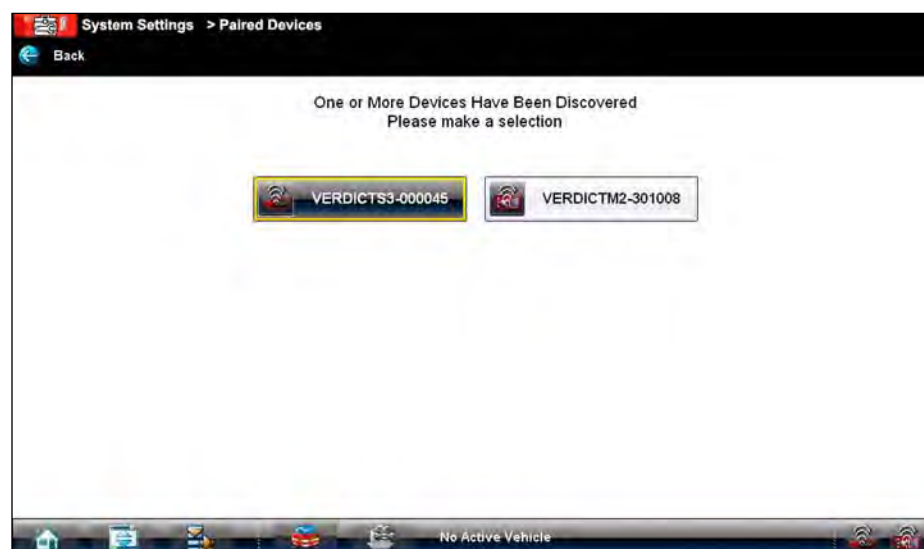 System Settings > Paired Devices
Back
One or More Devices Have Been Discovered
Please make a selection
VERDICTS3-000045
VERDICTM2-301008
No Active Vehicle